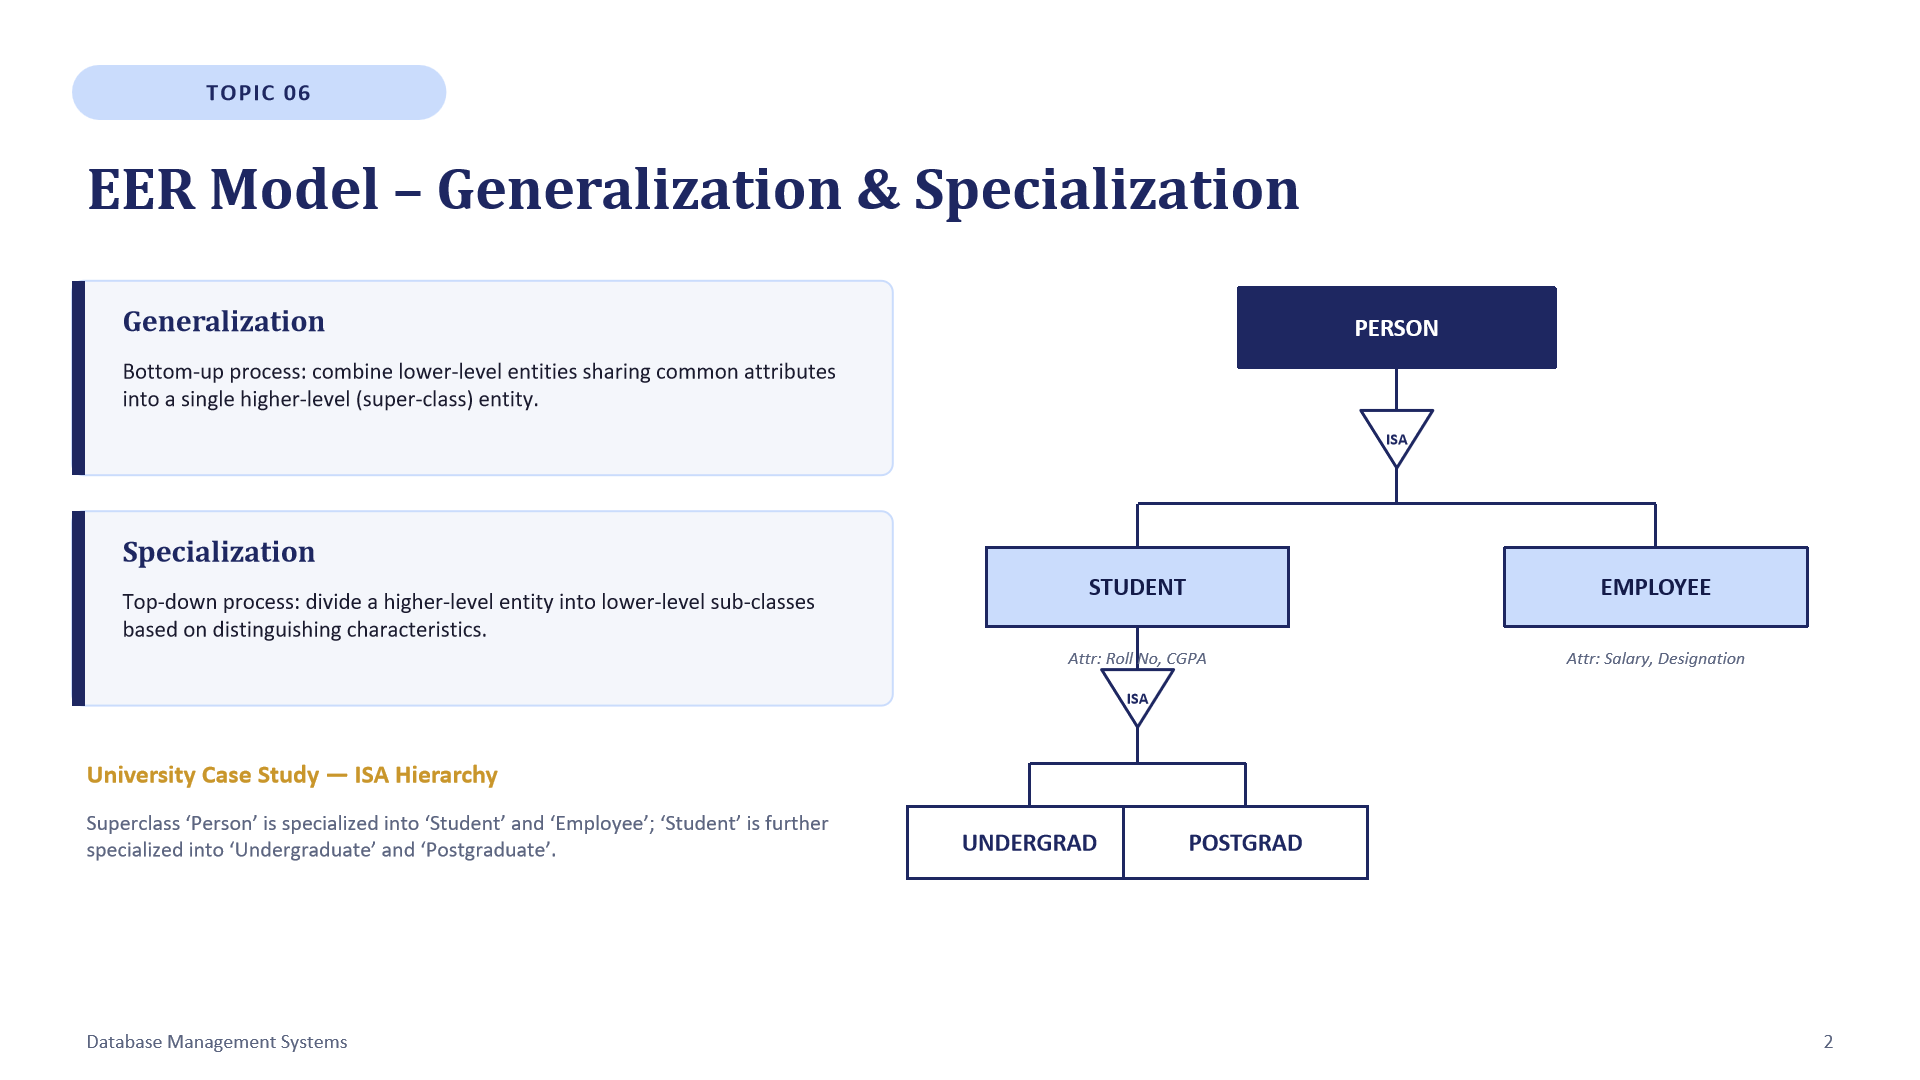 TOPIC 06
EER Model – Generalization & Specialization
Generalization
Bottom-up process: combine lower-level entities sharing common attributes
into a single higher-level (super-class) entity.
Specialization
Top-down process: divide a higher-level entity into lower-level sub-classes
based on distinguishing characteristics.
University Case Study — ISA Hierarchy
Superclass ‘Person’ is specialized into ‘Student’ and ‘Employee’; ‘Student’ is further
specialized into ‘Undergraduate’ and ‘Postgraduate’.
PERSON
ISA
STUDENT
EMPLOYEE
Attr: Roll No, CGPA
Attr: Salary, Designation
ISA
UNDERGRAD
POSTGRAD
Database Management Systems
2